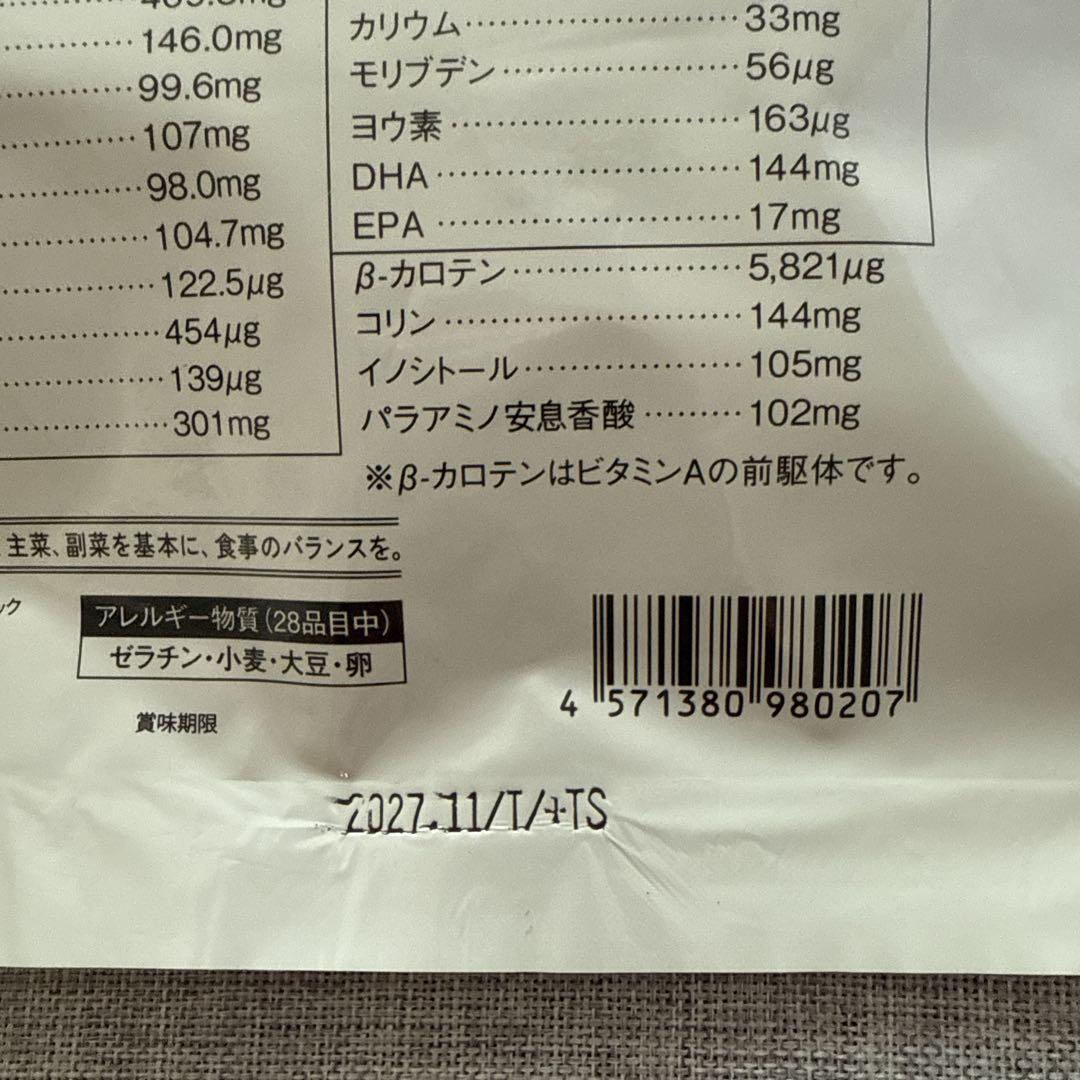 146.0mg
99.6mg
107mg
98.0mg
104.7mg
122.5μg
454μg
139μg
301mg
カリウム 33mg
モリブデン 56μg
ヨウ素 163μg
DHA 144mg
EPA 17mg
β-カロテン 5,821μg
コリン 144mg
イノシトール 105mg
パラアミノ安息香酸 102mg
※β-カロテンはビタミンAの前駆体です。
主菜、副菜を基本に、食事のバランスを。
ック
アレルギー物質(28品目中)
ゼラチン・小麦・大豆・卵
賞味期限
4 571380 980207
2027.11/T/+TS